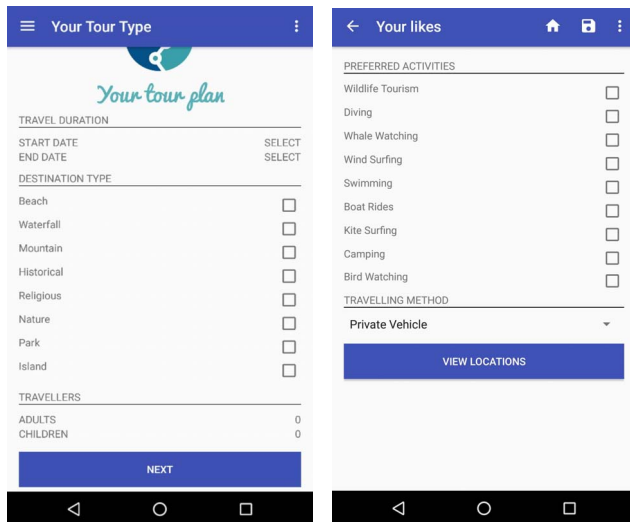 Your Tour Type
Your tour plan
TRAVEL DURATION
START DATE SELECT
END DATE SELECT
DESTINATION TYPE
Beach
Waterfall
Mountain
Historical
Religious
Nature
Park
Island
TRAVELLERS
ADULTS 0
CHILDREN 0
NEXT
Your likes
PREFERRED ACTIVITIES
Wildlife Tourism
Diving
Whale Watching
Wind Surfing
Swimming
Boat Rides
Kite Surfing
Camping
Bird Watching
TRAVELLING METHOD
Private Vehicle
VIEW LOCATIONS